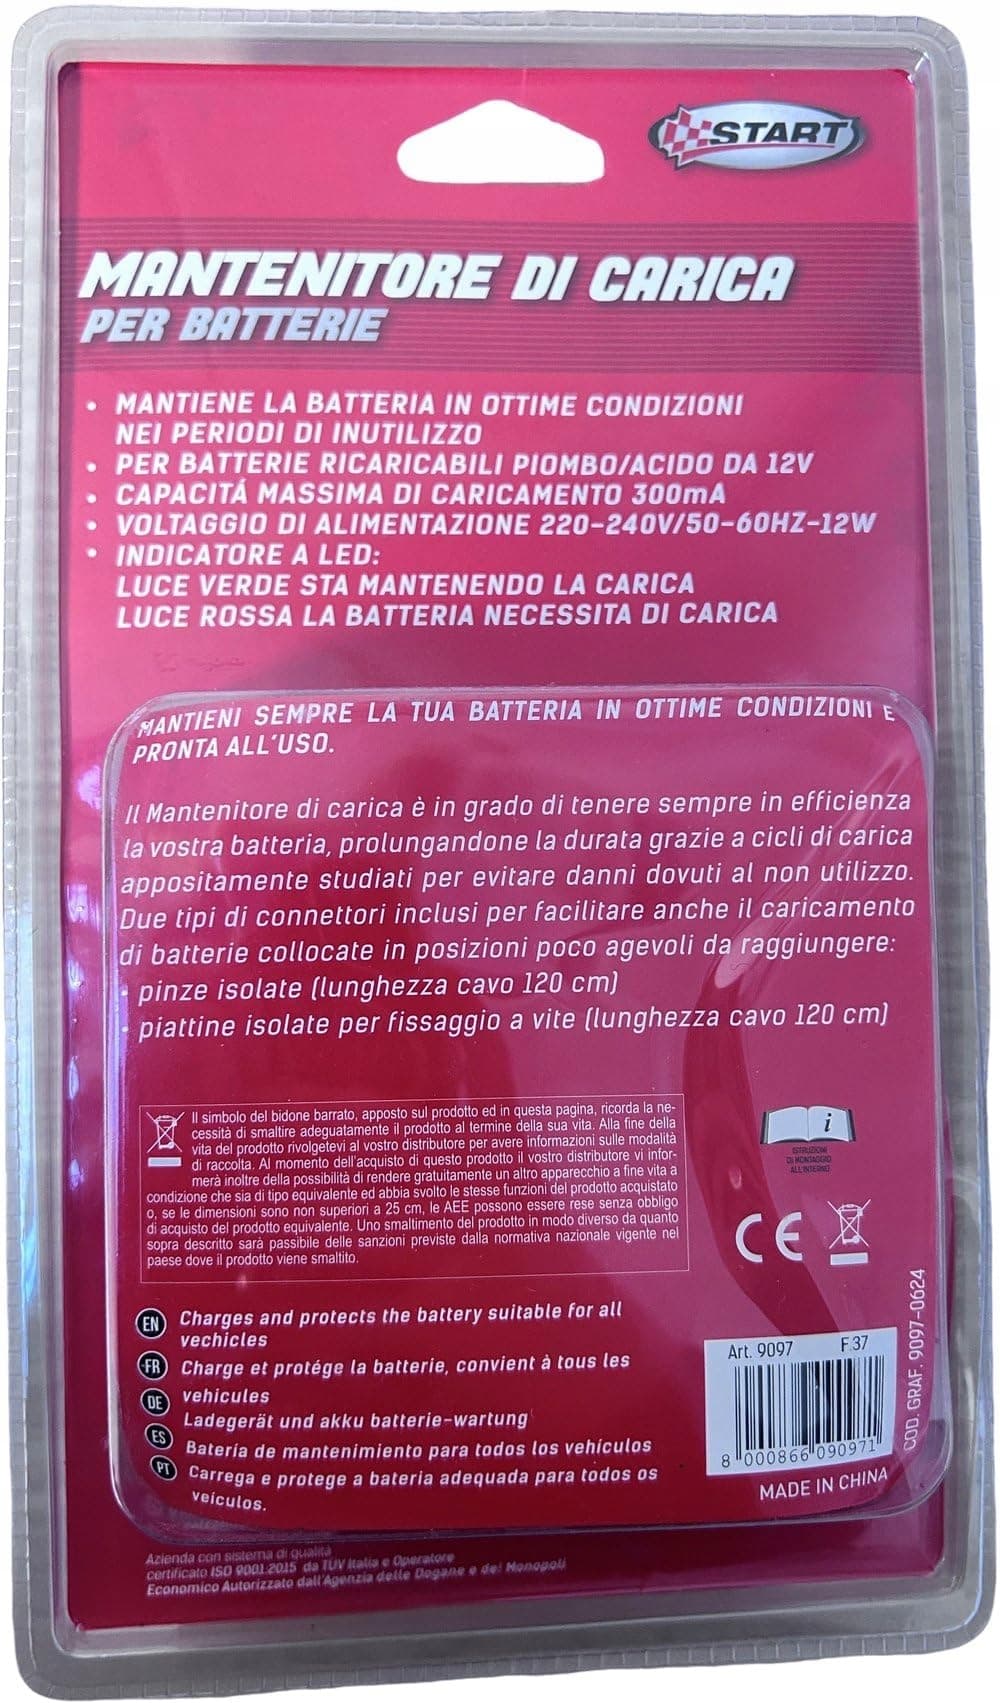 START
MANTENITORE DI CARICA
PER BATTERIE
• MANTIENE LA BATTERIA IN OTTIME CONDIZIONI
NEI PERIODI DI INUTILIZZO
• PER BATTERIE RICARICABILI PIOMBO/ACIDO DA 12V
• CAPACITÁ MASSIMA DI CARICAMENTO 300mA
• VOLTAGGIO DI ALIMENTAZIONE 220-240V/50-60HZ-12W
• INDICATORE A LED:
LUCE VERDE STA MANTENENDO LA CARICA
LUCE ROSSA LA BATTERIA NECESSITA DI CARICA
MANTIENI SEMPRE LA TUA BATTERIA IN OTTIME CONDIZIONI E
PRONTA ALL'USO.
Il Mantenitore di carica è in grado di tenere sempre in efficienza
la vostra batteria, prolungandone la durata grazie a cicli di carica
appositamente studiati per evitare danni dovuti al non utilizzo.
Due tipi di connettori inclusi per facilitare anche il caricamento
di batterie collocate in posizioni poco agevoli da raggiungere:
• pinze isolate (lunghezza cavo 120 cm)
• piattine isolate per fissaggio a vite (lunghezza cavo 120 cm)
Il simbolo del bidone barrato, apposto sul prodotto ed in questa pagina, ricorda la ne-
cessità di smaltire adeguatamente il prodotto al termine della sua vita. Alla fine della
vita del prodotto rivolgetevi al vostro distributore per avere informazioni sulle modalità
di raccolta. Al momento dell'acquisto di questo prodotto il vostro distributore vi infor-
merà inoltre della possibilità di rendere gratuitamente un altro apparecchio a fine vita a
condizione che sia di tipo equivalente ed abbia svolto le stesse funzioni del prodotto acquistato
o, se le dimensioni sono non superiori a 25 cm, le AEE possono essere rese senza obbligo
di acquisto del prodotto equivalente. Uno smaltimento del prodotto in modo diverso da quanto
sopra descritto sarà passibile delle sanzioni previste dalla normativa nazionale vigente nel
paese dove il prodotto viene smaltito.
i
ISTRUZIONI
DI MONTAGGIO
ALL'INTERNO
CE
EN Charges and protects the battery suitable for all
vechicles
FR Charge et protége la batterie, convient à tous les
vehicules
DE Ladegerät und akku batterie-wartung
ES Batería de mantenimiento para todos los vehículos
PT Carrega e protege a bateria adequada para todos os
veículos.
Art. 9097 F.37
8 000866 090971
MADE IN CHINA
COD. GRAF. 9097-0624
Azienda con sistema di qualità
certificato ISO 9001:2015 da TUV Italia e Operatore
Economico Autorizzato dall'Agenzia delle Dogane e dei Monopoli